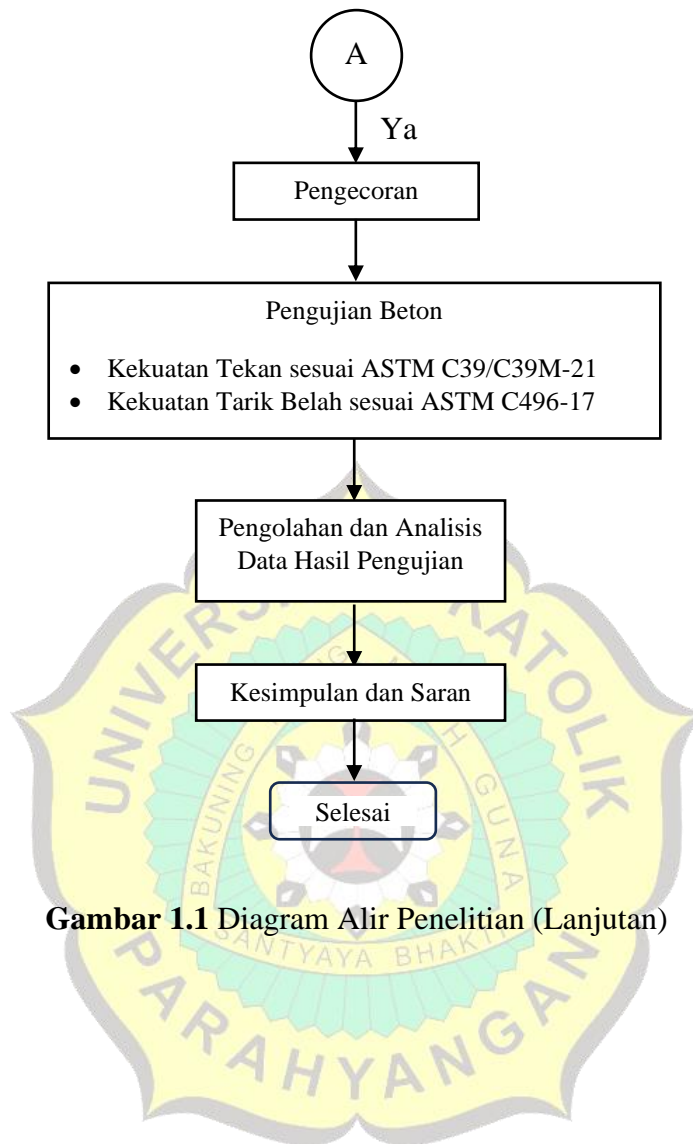 A
Ya
Pengecoran
Pengujian Beton
• Kekuatan Tekan sesuai ASTM C39/C39M-21
• Kekuatan Tarik Belah sesuai ASTM C496-17
Pengolahan dan Analisis
Data Hasil Pengujian
Kesimpulan dan Saran
Selesai
Gambar 1.1 Diagram Alir Penelitian (Lanjutan)
KATOLIK
PARAHYANGAN
BAKUNING
GUNA
SANTYAYA BHAKTI